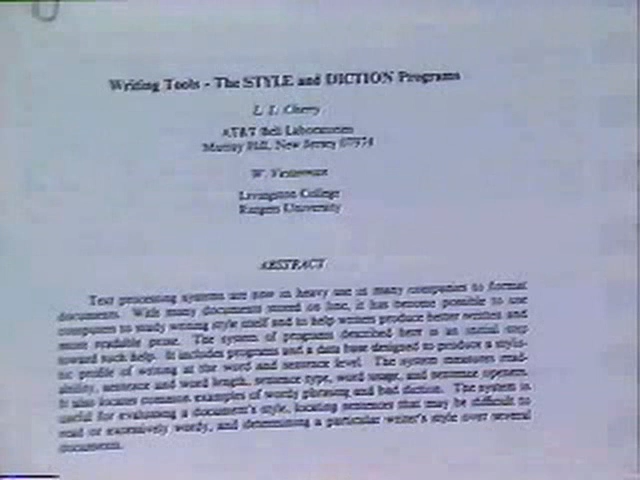 Writing Tools - The STYLE and DICTION Programs
L. L. Cherry
AT&T Bell Laboratories
Murray Hill, New Jersey 07974
W. Vesterman
Livingston College
Rutgers University
ABSTRACT
Text processing systems are now in heavy use in many companies to format
documents. With many documents stored on line, it has become possible to use
computers to study writing style itself and to help writers produce better written and
more readable prose. The system of programs described here is an initial step
toward such help. It includes programs and a data base designed to produce a stylis-
tic profile of writing at the word and sentence level. The system measures read-
ability, sentence and word length, sentence type, word usage, and sentence openers.
It also locates common examples of wordy phrasing and bad diction. The system is
useful for evaluating a document's style, locating sentences that may be difficult to
read or excessively wordy, and determining a particular writer's style over several
documents.